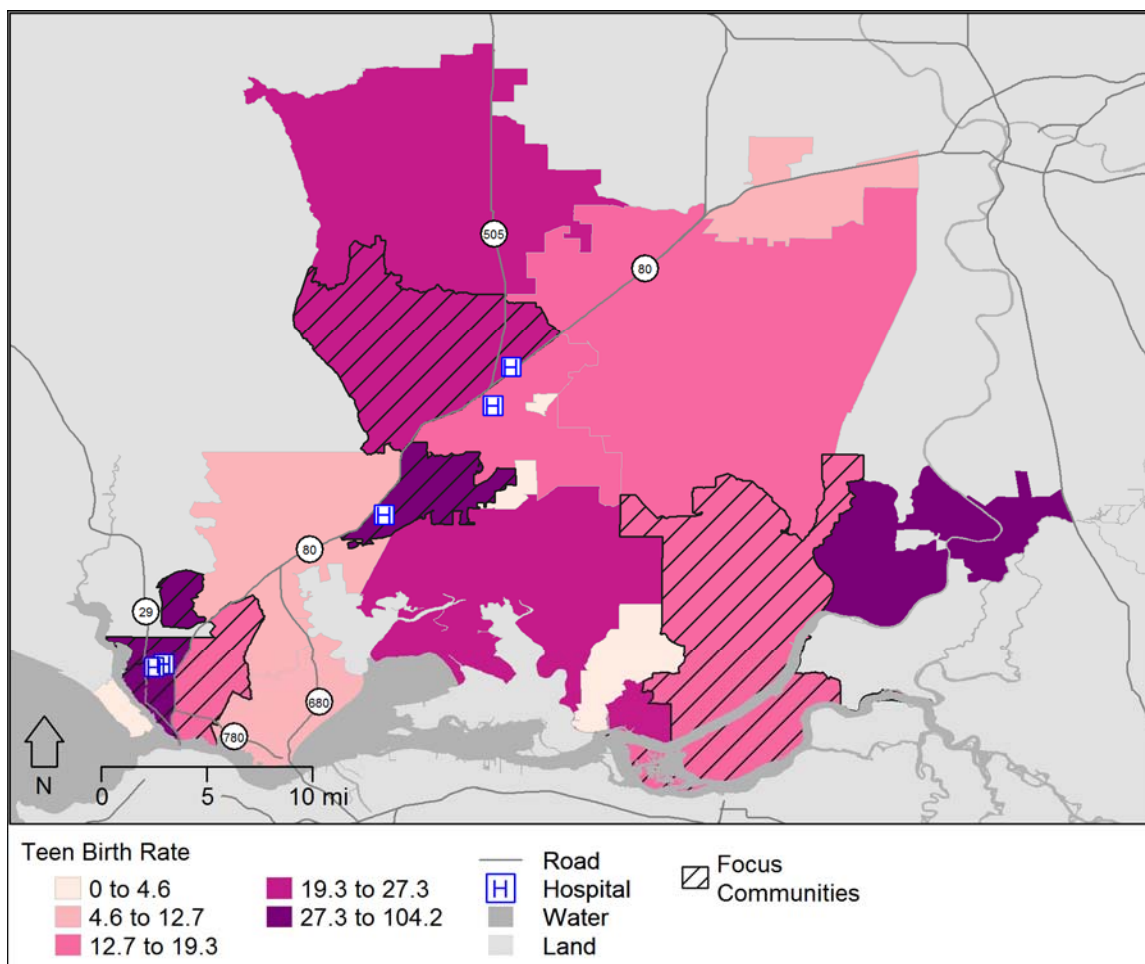 505
80
80
29
680
780
N
0 5 10 mi
Teen Birth Rate
0 to 4.6
4.6 to 12.7
12.7 to 19.3
19.3 to 27.3
27.3 to 104.2
Road
H Hospital
Water
Land
Focus
Communities
H
H
H
H
H